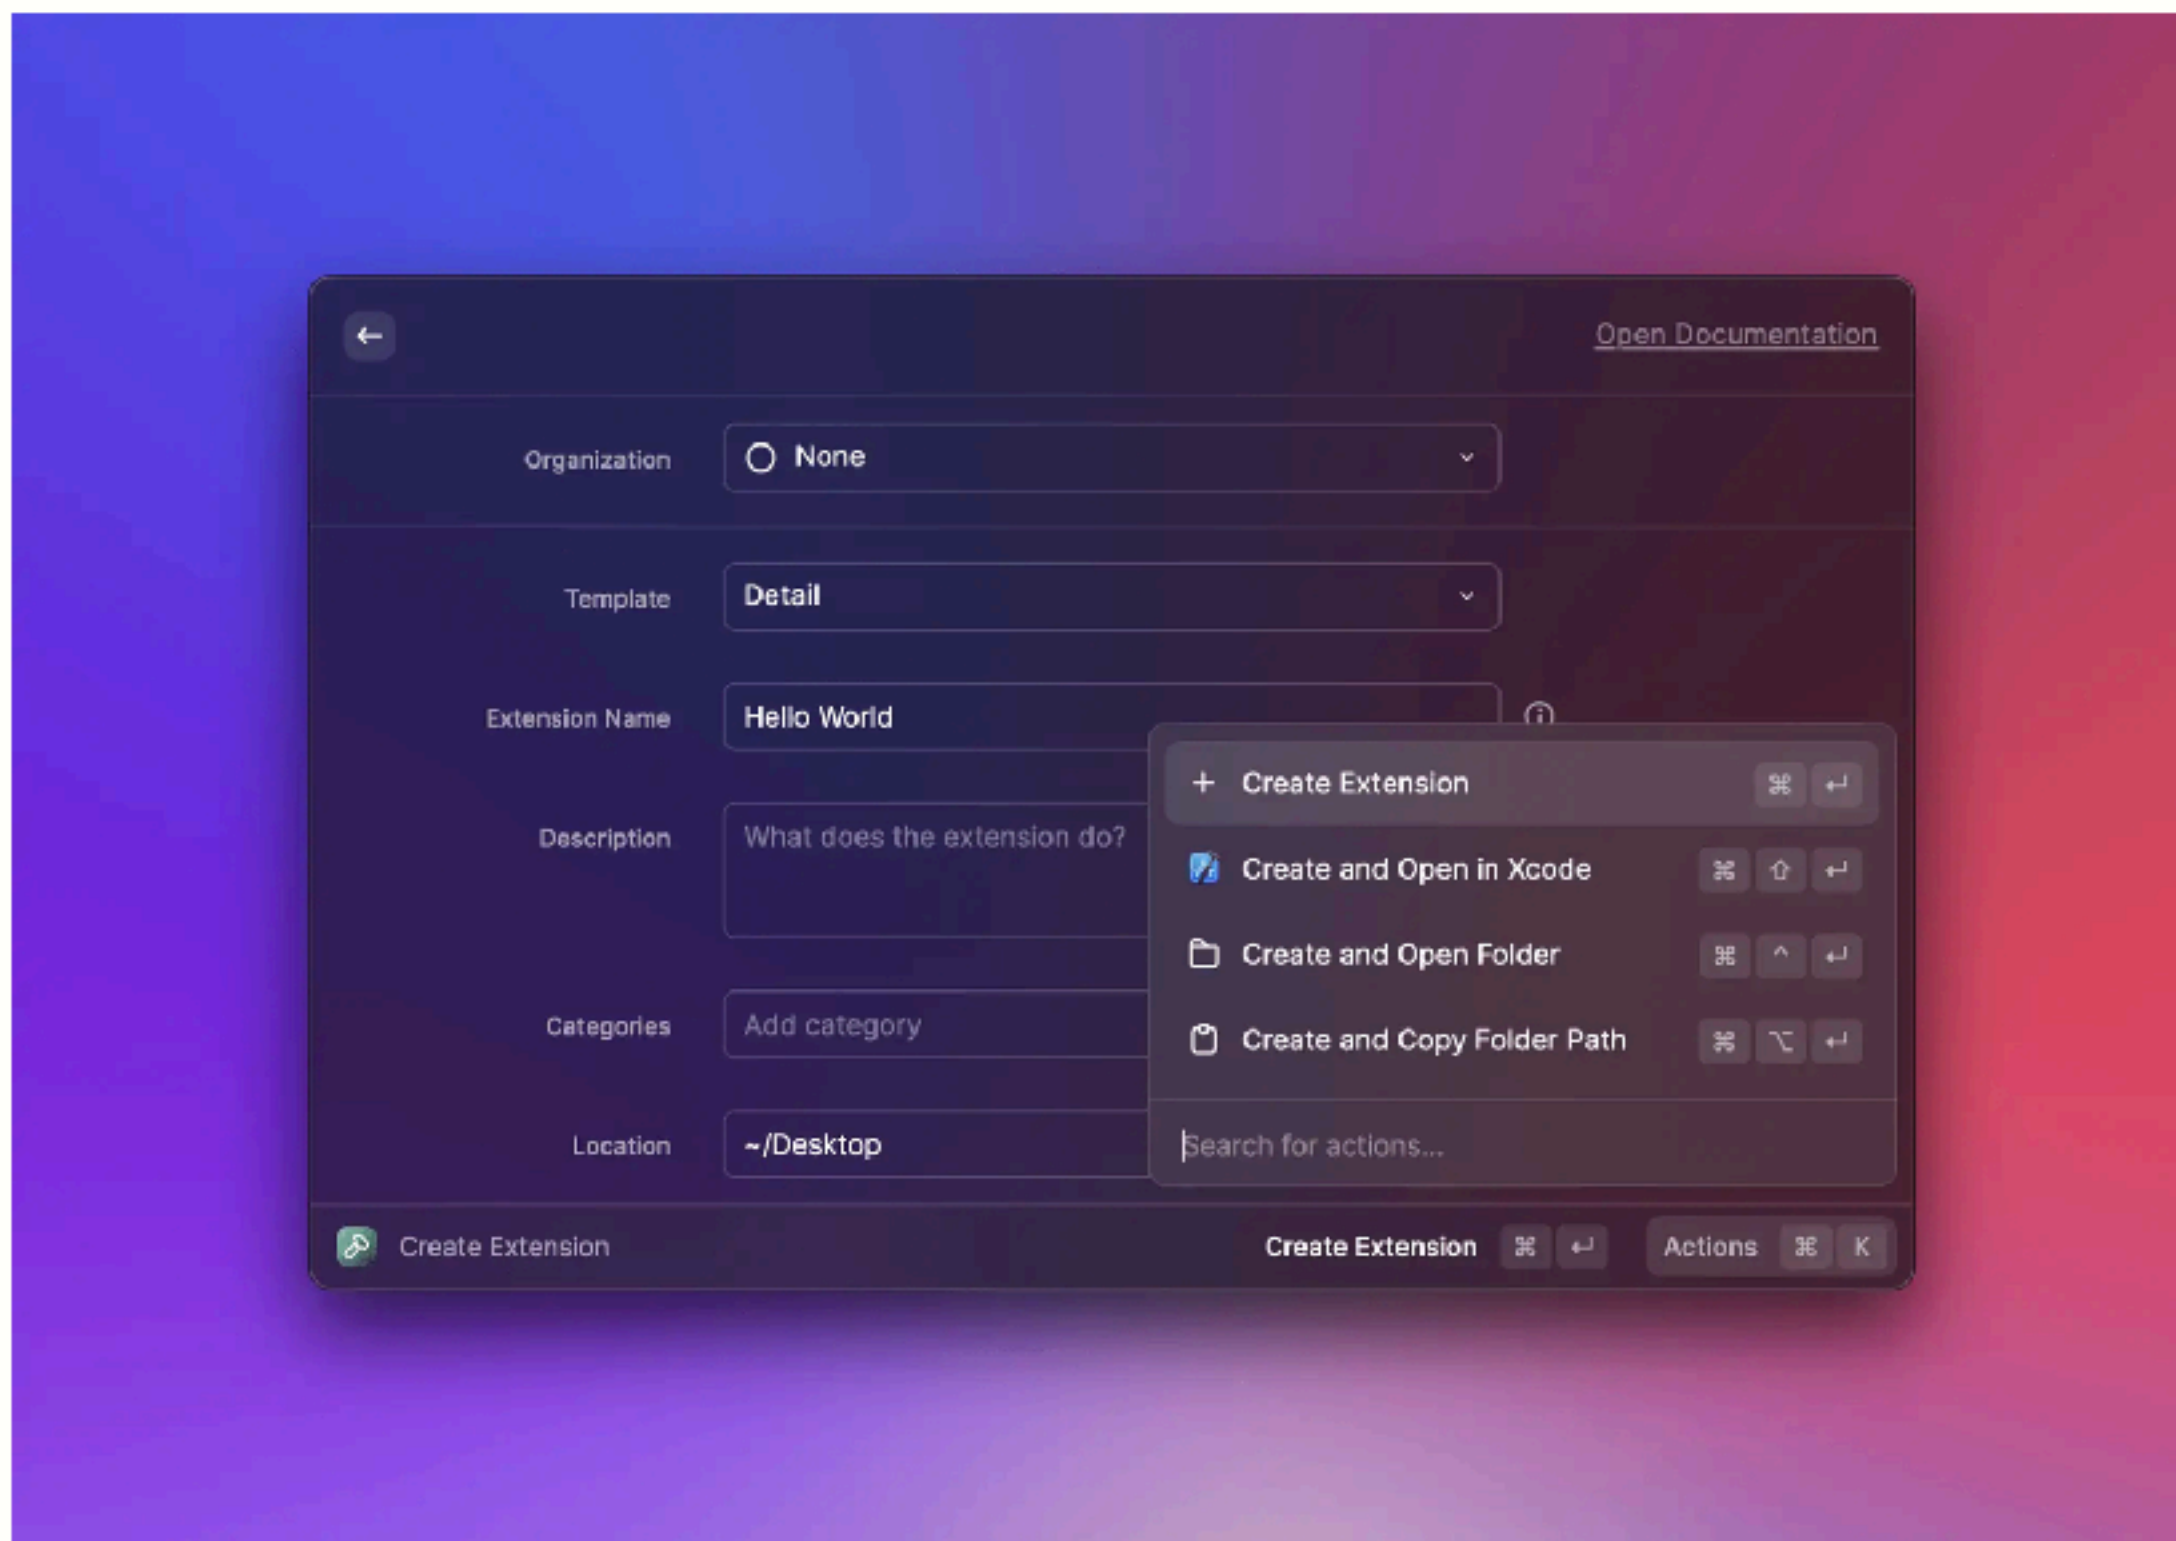 Open Documentation
Organization
None
Template
Detail
Extension Name
Hello World
Description
What does the extension do?
Categories
Add category
Location
~/Desktop
Create Extension ⌘ ↵
Create and Open in Xcode ⌘ ⇧ ↵
Create and Open Folder ⌘ ^ ↵
Create and Copy Folder Path ⌘ ⌥ ↵
Search for actions...
Create Extension
Create Extension ⌘ ↵
Actions ⌘ K